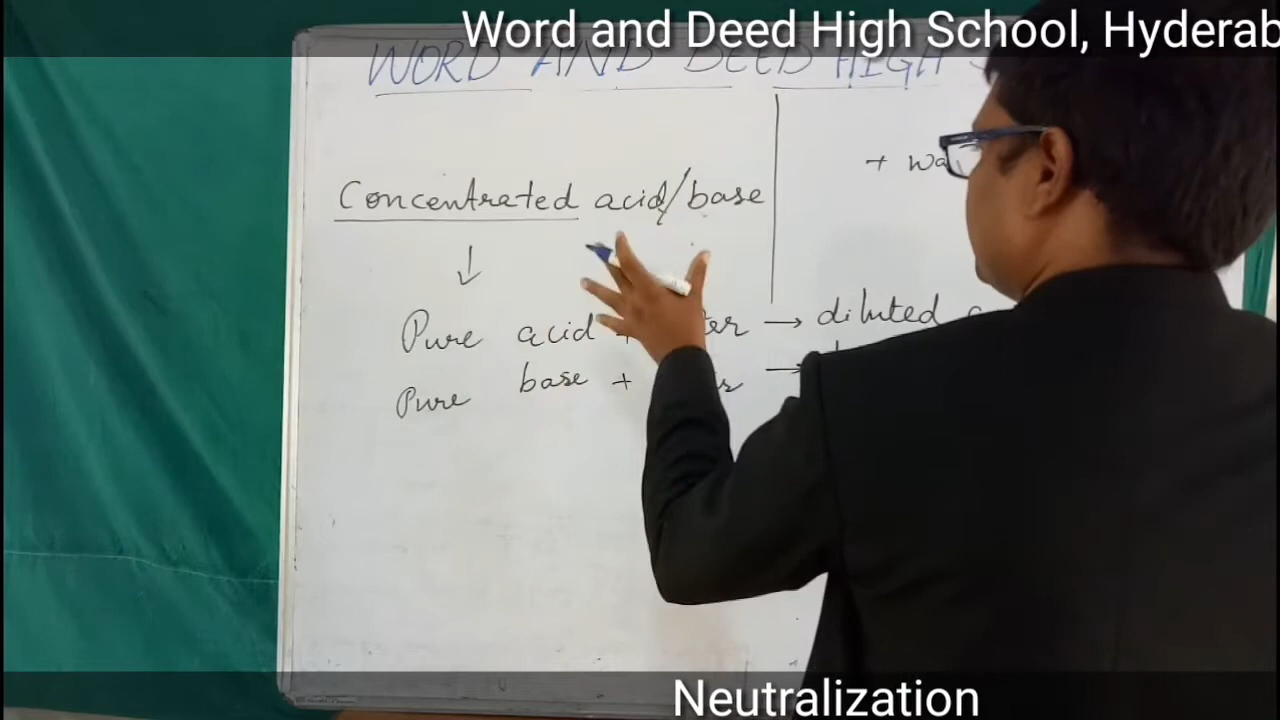 Word and Deed High School, Hyderab
WORD AND DEED HIGH
+ wa
Concentrated acid/base
↓
Pure acid + ter → diluted
Pure base + →
Neutralization